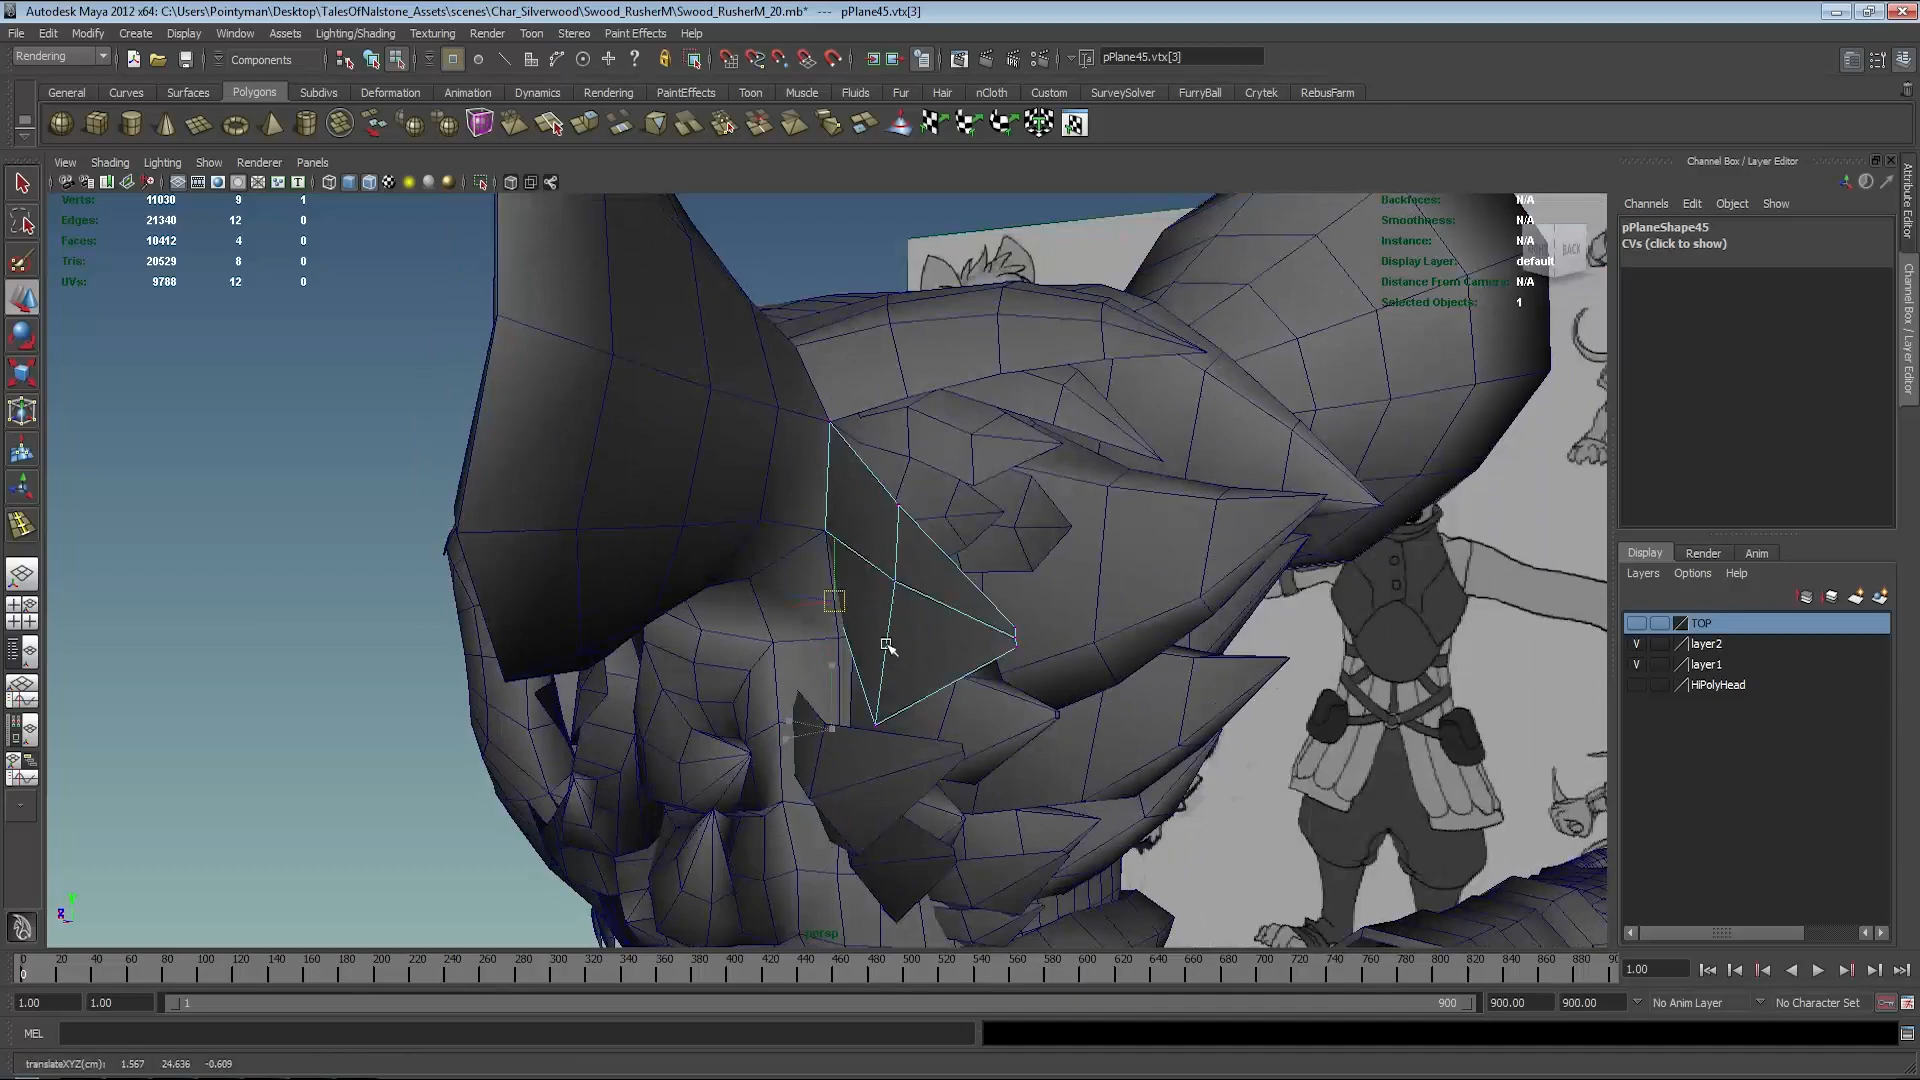 Autodesk Maya 2012 x64: C:\Users\Pointyman\Desktop\TalesOfNalstone_Assets\scenes\Char_Silverwood\Swood_RusherM\Swood_RusherM_20.mb* --- pPlane45.vtx[3]
File Edit Modify Create Display Window Assets Lighting/Shading Texturing Render Toon Stereo Paint Effects Help
Rendering Components pPlane45.vtx[3]
General Curves Surfaces Polygons Subdivs Deformation Animation Dynamics Rendering PaintEffects Toon Muscle Fluids Fur Hair nCloth Custom SurveySolver FurryBall Crytek RebusFarm
View Shading Lighting Show Renderer Panels
Channel Box / Layer Editor
Channels Edit Object Show
pPlaneShape45
CVs (click to show)
Verts: 11030 9 1
Edges: 21340 12 0
Faces: 10412 4 0
Tris: 20529 8 0
UVs: 9788 12 0
Backfaces: N/A
Smoothness: N/A
Instance: N/A
Display Layer: default
Distance From Camera: N/A
Selected Objects: 1
BACK
Attribute Editor
Channel Box / Layer Editor
Display Render Anim
Layers Options Help
TOP
V layer2
V layer1
HiPolyHead
persp
0 20 40 60 80 100 120 140 160 180 200 220 240 260 280 300 320 340 360 380 400 420 440 460 480 500 520 540 560 580 600 620 640 660 680 700 720 740 760 780 800 820 840 860 880 90
0
1.00
1.00 1.00 1 900 900.00 900.00 No Anim Layer No Character Set
MEL
translateXYZ(cm): 1.567 24.636 -0.609